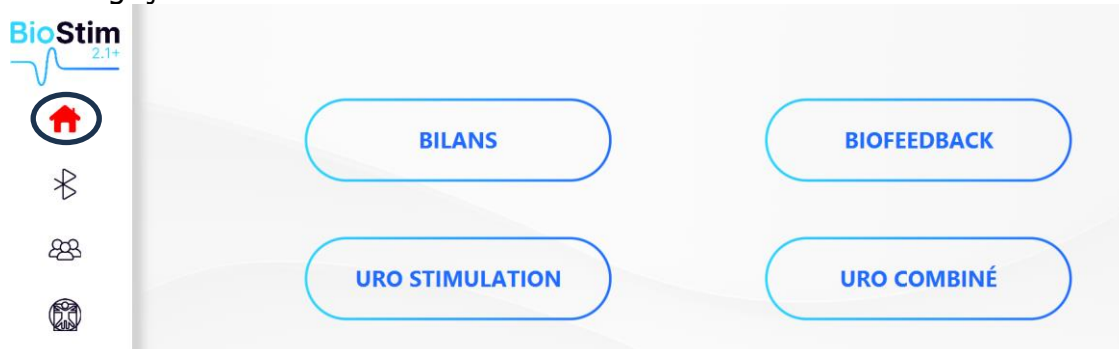 BioStim
2.1+
BILANS
BIOFEEDBACK
URO STIMULATION
URO COMBINÉ